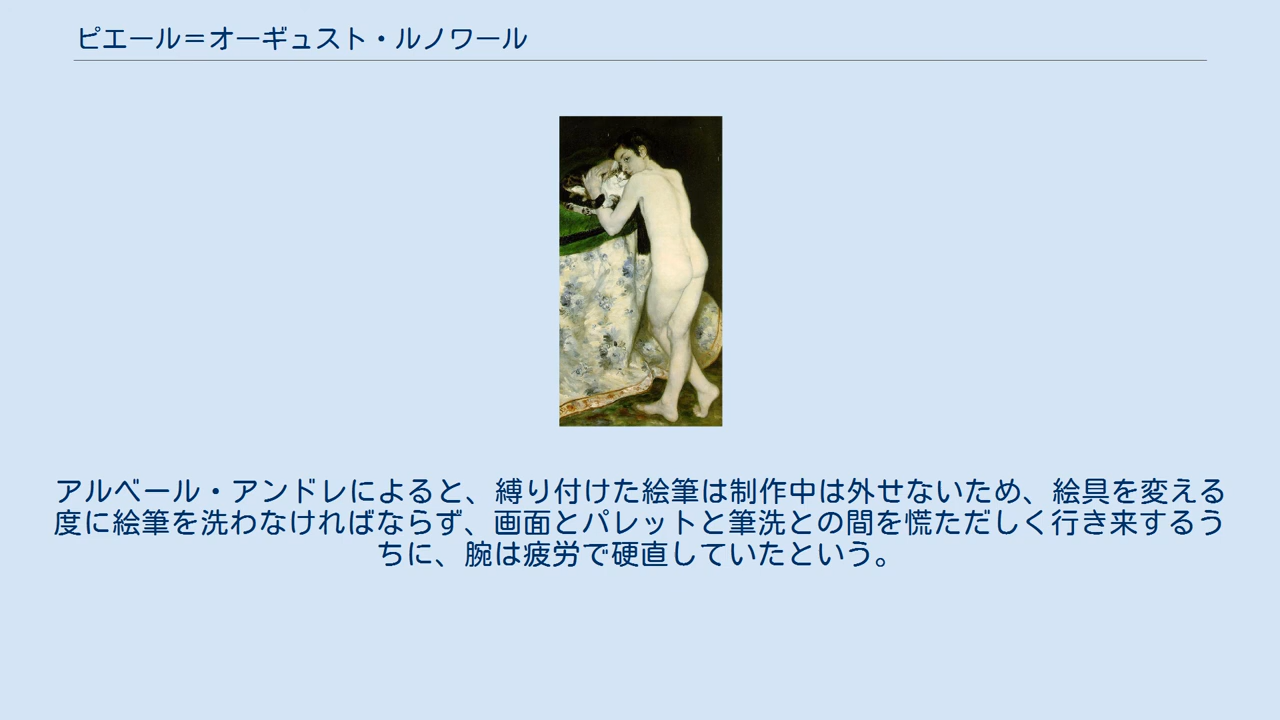 ピエール＝オーギュスト・ルノワール
アルベール・アンドレによると、縛り付けた絵筆は制作中は外せないため、絵具を変える
度に絵筆を洗わなければならず、画面とパレットと筆洗との間を慌ただしく行き来するう
ちに、腕は疲労で硬直していたという。